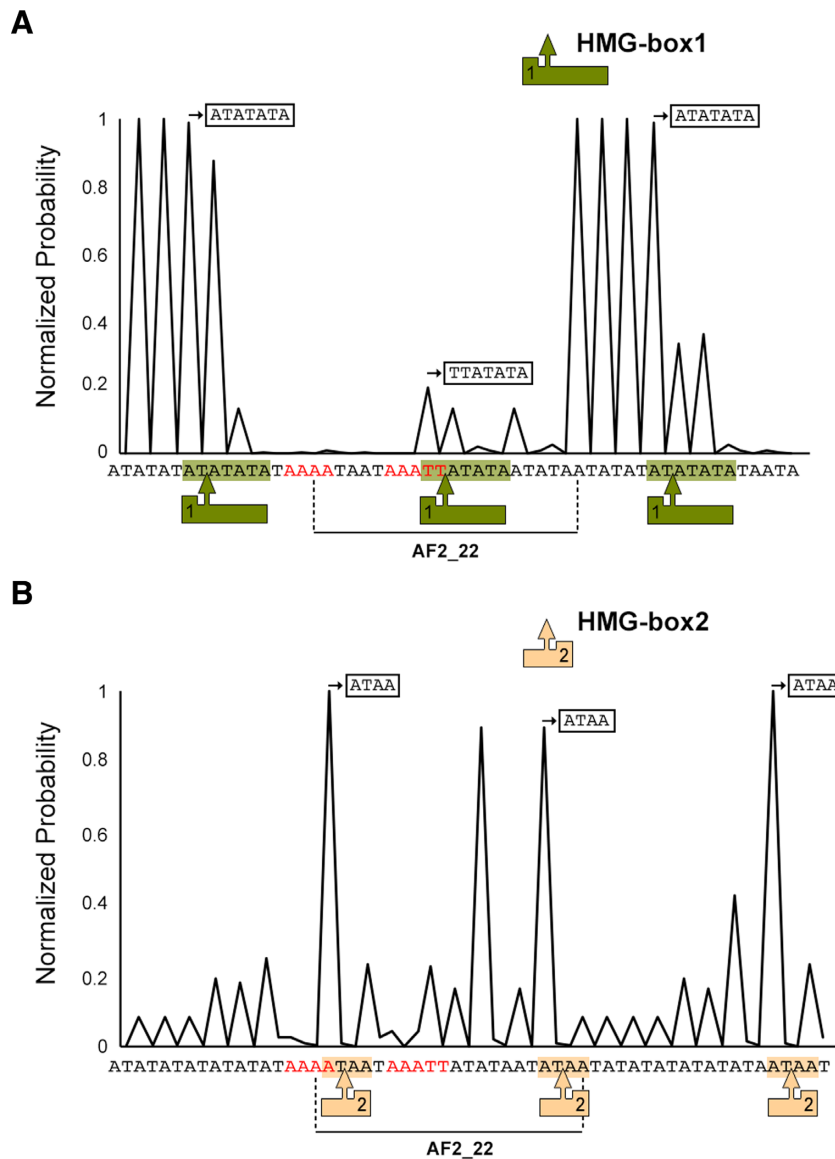 A
HMG-box1
1
ATATATA
ATATATA
1
0.8
0.6
0.4
TTATATA
0.2
0
Normalized Probability
ATATATATATATATAAAATAATAAATTATATAATATAATATATATATATATAATA
1
1
1
AF2_22
B
HMG-box2
2
ATAA
ATAA
ATAA
1
0.8
0.6
0.4
0.2
0
Normalized Probability
ATATATATATATATAAAATAATAAATTATATAATATAATATATATATATATAATAAT
2
2
2
AF2_22